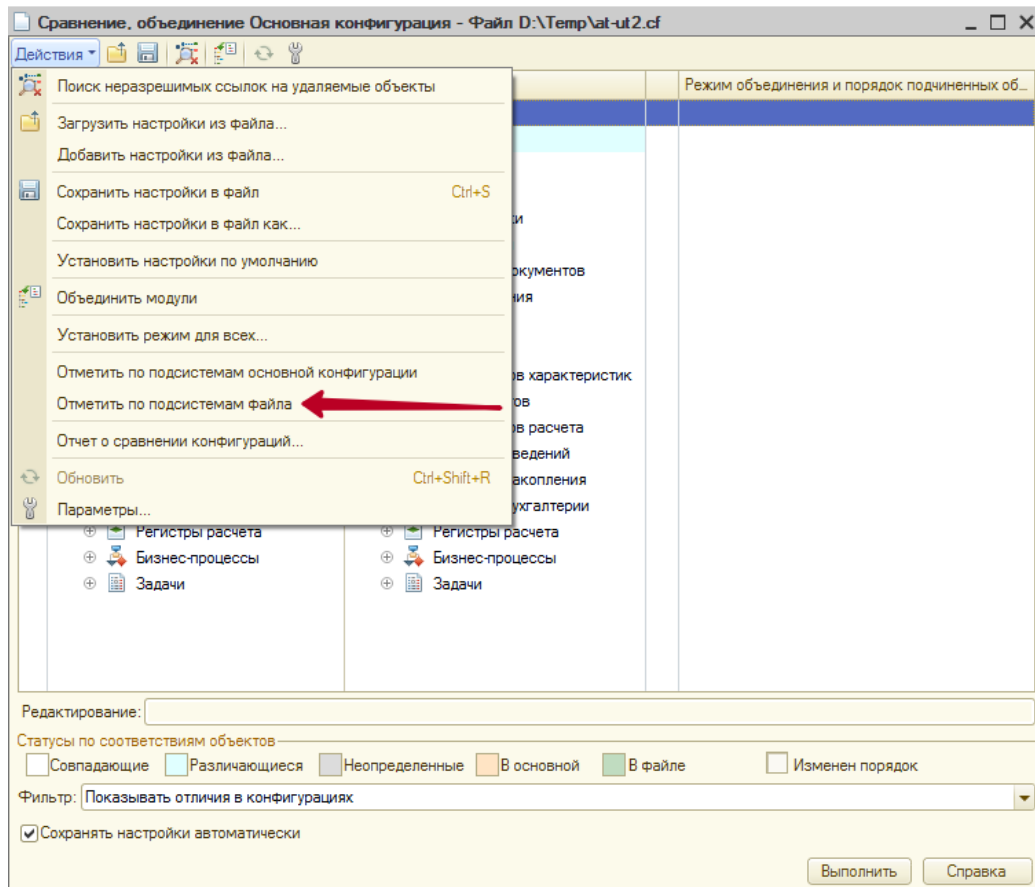 Сравнение, объединение Основная конфигурация - Файл D:\Temp\at-ut2.cf
Действия
Поиск неразрешимых ссылок на удаляемые объекты
Режим объединения и порядок подчиненных об...
Загрузить настройки из файла...
Добавить настройки из файла...
Сохранить настройки в файл Ctrl+S
Сохранить настройки в файл как...
Установить настройки по умолчанию
Объединить модули
Установить режим для всех...
Отметить по подсистемам основной конфигурации
Отметить по подсистемам файла
Отчет о сравнении конфигураций...
Обновить Ctrl+Shift+R
Параметры...
ки
окументов
ния
ов характеристик
тов
ов расчета
ведений
акопления
ухгалтерии
Регистры расчета Регистры расчета
Бизнес-процессы Бизнес-процессы
Задачи Задачи
Редактирование:
Статусы по соответствиям объектов
Совпадающие Различающиеся Неопределенные В основной В файле Изменен порядок
Фильтр: Показывать отличия в конфигурациях
Сохранять настройки автоматически
Выполнить Справка